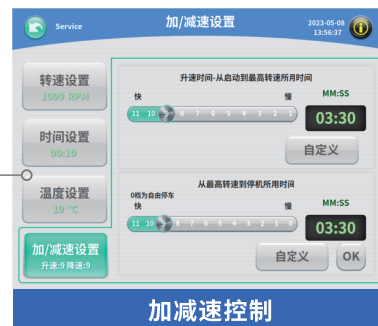 Service
加/减速设置
2023-05-08
13:56:37
转速设置
1000 RPM
时间设置
00:10
温度设置
10 °C
加/减速设置
升速:9 降速:9
升速时间-从启动到最高转速所用时间
快
慢
MM:SS
11 10 9 8 7 6 5 4 3 2 1
03:30
自定义
从最高转速到停机所用时间
0档为自由停车
快
慢
MM:SS
11 10 9 8 7 6 5 4 3 2 1 0
03:30
自定义
OK
加减速控制